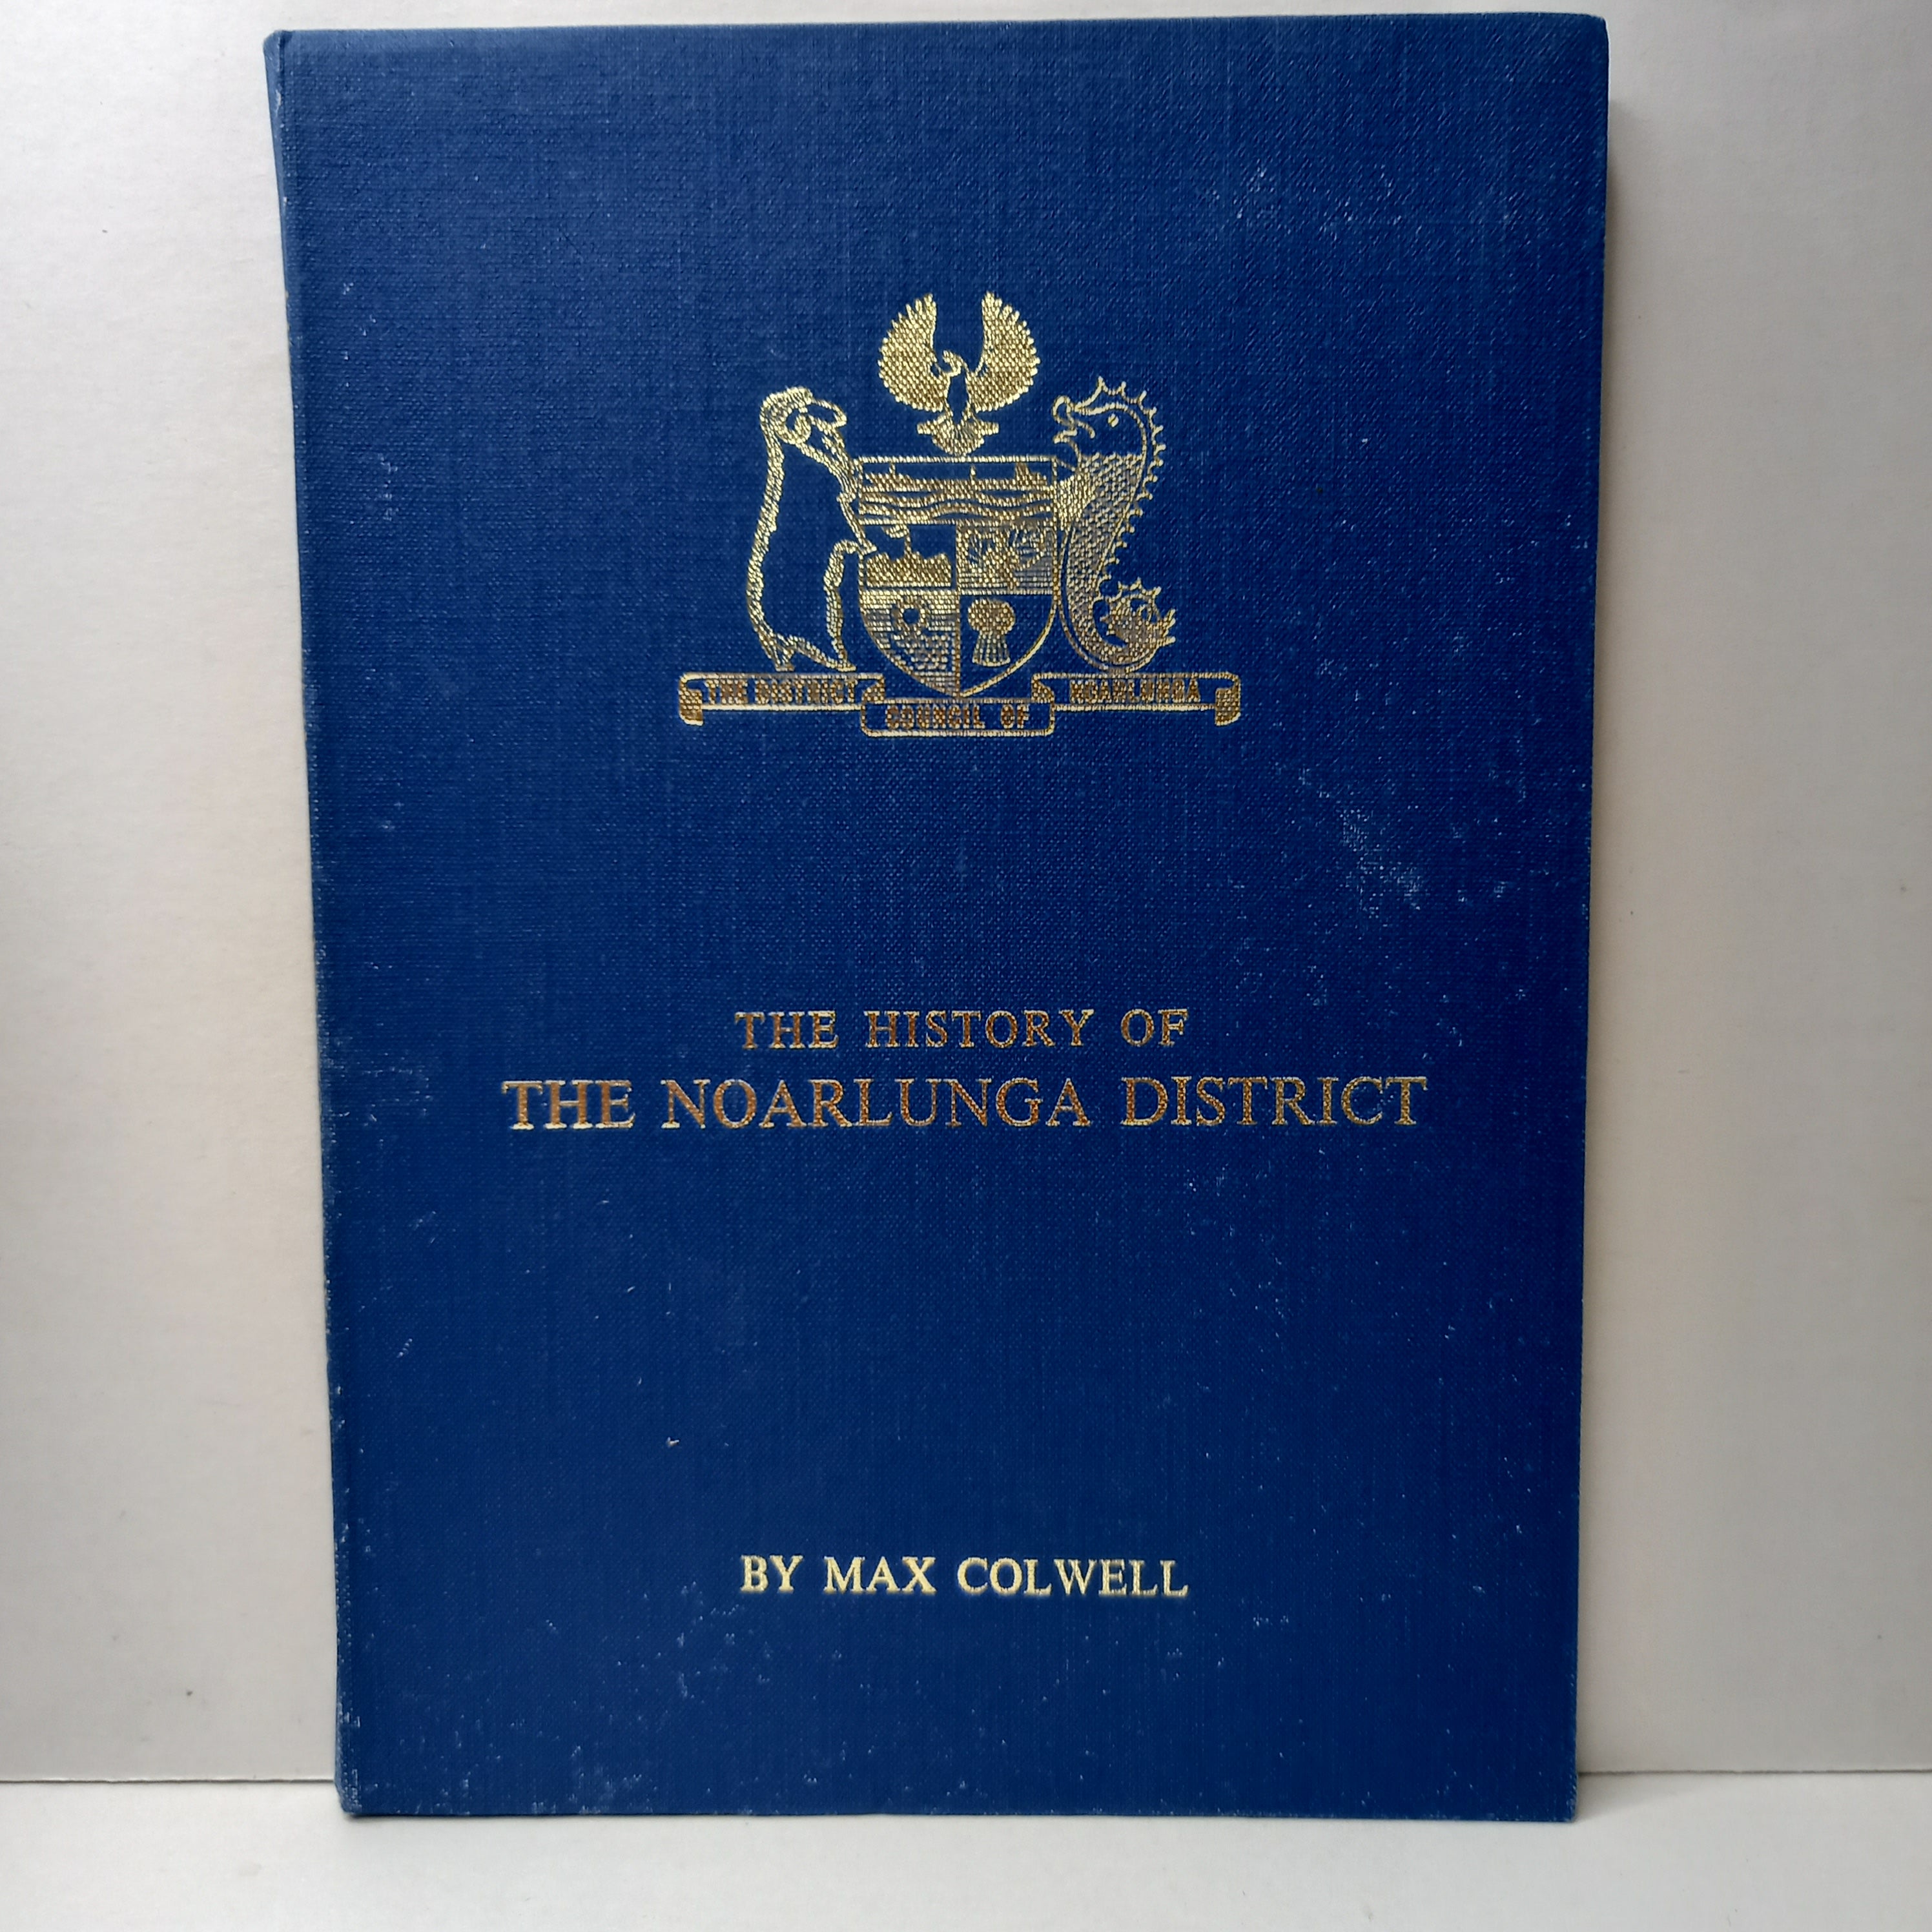 THE DISTRICT
COUNCIL OF
NOARLUNGA
THE HISTORY OF
THE NOARLUNGA DISTRICT
BY MAX COLWELL